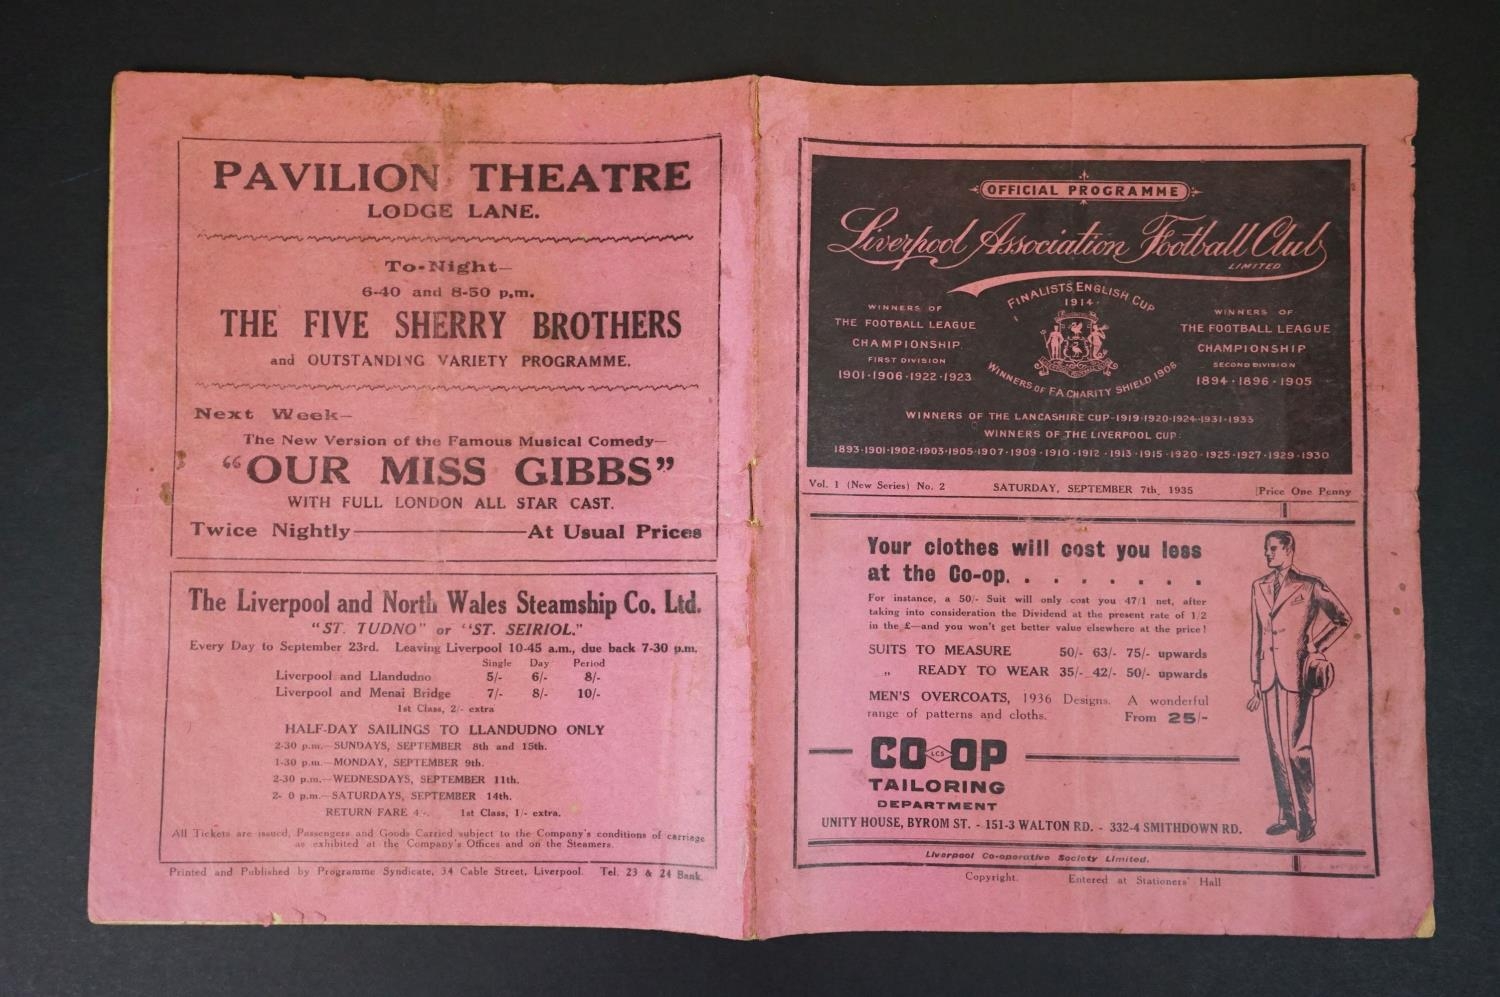 PAVILION THEATRE
LODGE LANE.
To-Night—
6-40 and 8-50 p.m.
THE FIVE SHERRY BROTHERS
and OUTSTANDING VARIETY PROGRAMME.
Next Week—
The New Version of the Famous Musical Comedy—
"OUR MISS GIBBS"
WITH FULL LONDON ALL STAR CAST.
Twice Nightly——————At Usual Prices
The Liverpool and North Wales Steamship Co. Ltd.
"ST. TUDNO" or "ST. SEIRIOL."
Every Day to September 23rd. Leaving Liverpool 10-45 a.m., due back 7-30 p.m.
Single Day Period
Liverpool and Llandudno 5/- 6/- 8/-
Liverpool and Menai Bridge 7/- 8/- 10/-
1st Class, 2/- extra
HALF-DAY SAILINGS TO LLANDUDNO ONLY
2-30 p.m.—SUNDAYS, SEPTEMBER 8th and 15th.
1-30 p.m.—MONDAY, SEPTEMBER 9th.
2-30 p.m.—WEDNESDAYS, SEPTEMBER 11th.
2- 0 p.m.—SATURDAYS, SEPTEMBER 14th.
RETURN FARE 4/-. 1st Class, 1/- extra.
All Tickets are issued, Passengers and Goods Carried subject to the Company's conditions of carriage
as exhibited at the Company's Offices and on the Steamers.
Printed and Published by Programme Syndicate, 34 Cable Street, Liverpool. Tel. 23 & 24 Bank.
OFFICIAL PROGRAMME
Liverpool Association Football Club
LIMITED
FINALISTS ENGLISH CUP
1914
WINNERS OF
THE FOOTBALL LEAGUE
CHAMPIONSHIP
FIRST DIVISION
1901·1906·1922·1923
WINNERS OF F.A. CHARITY SHIELD 1906
WINNERS OF
THE FOOTBALL LEAGUE
CHAMPIONSHIP
SECOND DIVISION
1894·1896·1905
WINNERS OF THE LANCASHIRE CUP-1919·1920·1924·1931·1933
WINNERS OF THE LIVERPOOL CUP:
1893·1901·1902·1903·1905·1907·1909·1910·1912·1913·1915·1920·1925·1927·1929·1930
Vol. 1 (New Series) No. 2 SATURDAY, SEPTEMBER 7th, 1935 Price One Penny
Your clothes will cost you less
at the Co-op. . . . . . . .
For instance, a 50/- Suit will only cost you 47/1 net, after
taking into consideration the Dividend at the present rate of 1/2
in the £—and you won't get better value elsewhere at the price!
SUITS TO MEASURE 50/- 63/- 75/- upwards
„ READY TO WEAR 35/- 42/- 50/- upwards
MEN'S OVERCOATS, 1936 Designs. A wonderful
range of patterns and cloths. From 25/-
CO LCS OP
TAILORING
DEPARTMENT
UNITY HOUSE, BYROM ST. - 151-3 WALTON RD. - 332-4 SMITHDOWN RD.
Liverpool Co-operative Society Limited.
Copyright. Entered at Stationers' Hall